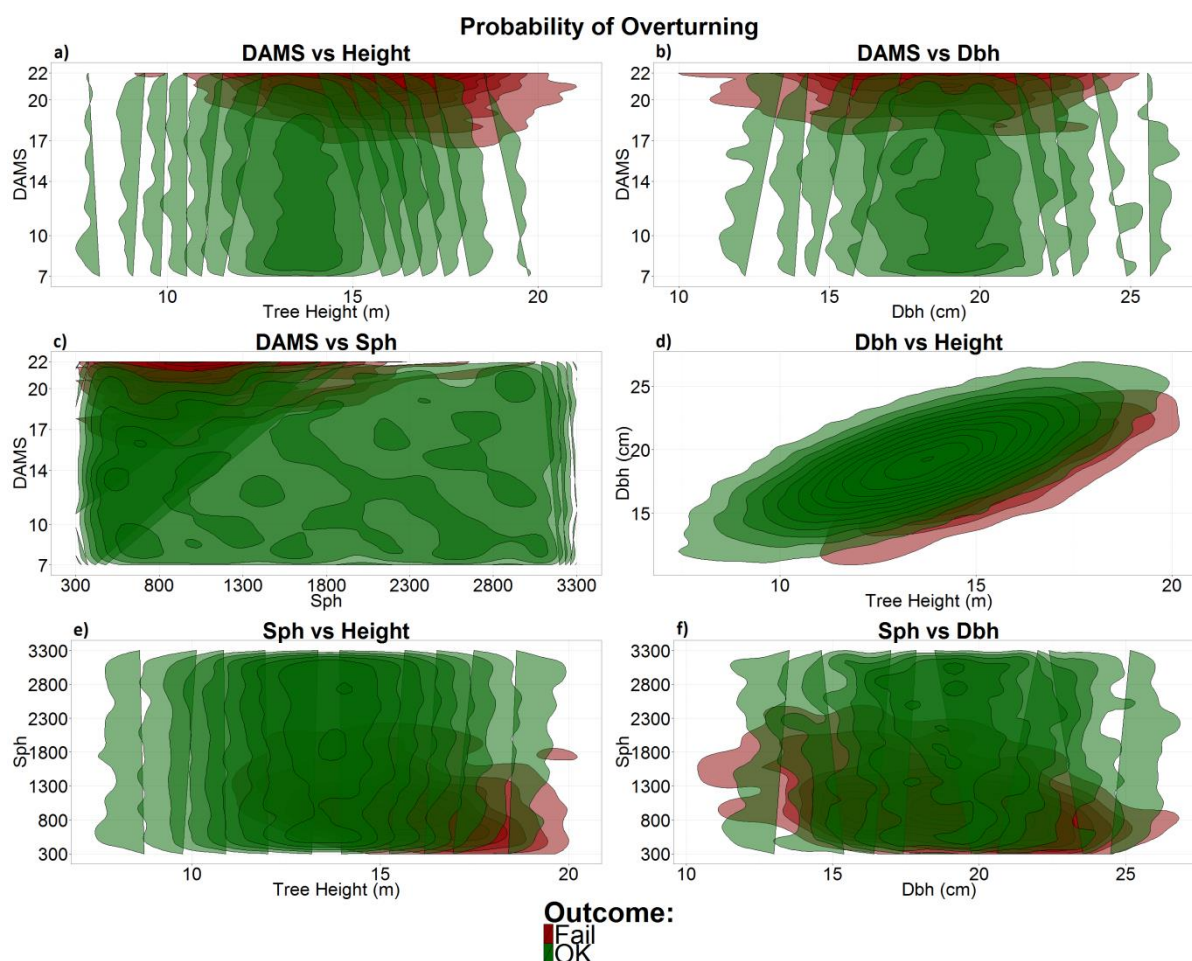 Probability of Overturning
a)
DAMS vs Height
22
20
17
14
10
7
DAMS
10
15
20
Tree Height (m)
b)
DAMS vs Dbh
22
20
17
14
10
7
DAMS
10
15
20
25
Dbh (cm)
c)
DAMS vs Sph
22
20
17
14
10
7
DAMS
300
800
1300
1800
2300
2800
3300
Sph
d)
Dbh vs Height
25
20
15
Dbh (cm)
10
15
20
Tree Height (m)
e)
Sph vs Height
3300
2800
2300
1800
1300
800
300
Sph
10
15
20
Tree Height (m)
f)
Sph vs Dbh
3300
2800
2300
1800
1300
800
300
Sph
10
15
20
25
Dbh (cm)
Outcome:
Fail
OK